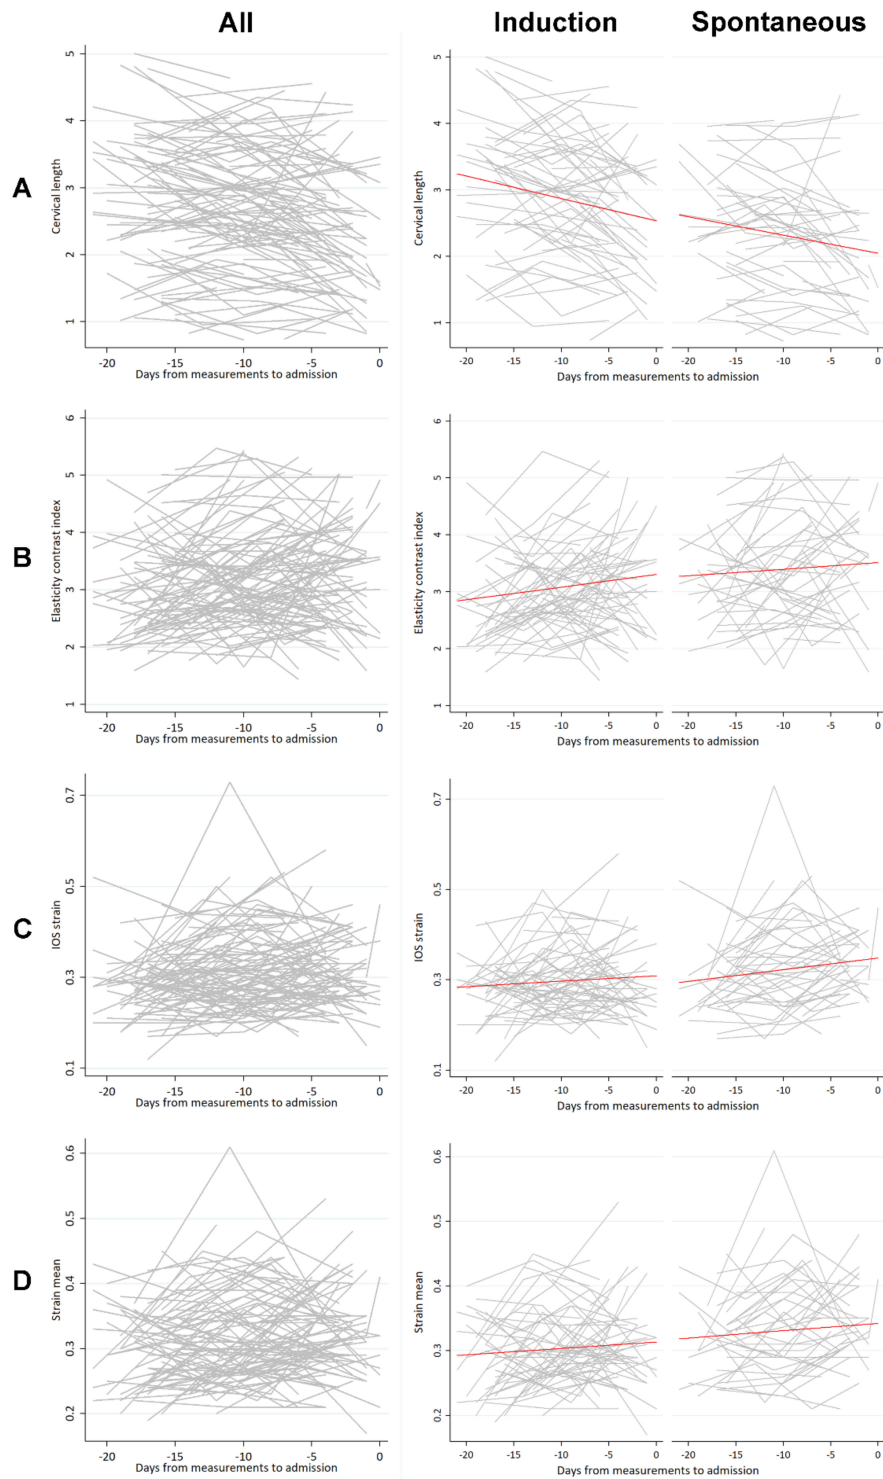 All Induction Spontaneous
A
Cervical length
5
4
3
2
1
-20 -15 -10 -5 0
Days from measurements to admission
Cervical length
5
4
3
2
1
-20 -15 -10 -5 0 -20 -15 -10 -5 0
Days from measurements to admission
B
Elasticity contrast index
6
5
4
3
2
1
-20 -15 -10 -5 0
Days from measurements to admission
Elasticity contrast index
6
5
4
3
2
1
-20 -15 -10 -5 0 -20 -15 -10 -5 0
Days from measurements to admission
C
IOS strain
0.7
0.5
0.3
0.1
-20 -15 -10 -5 0
Days from measurements to admission
IOS strain
0.7
0.5
0.3
0.1
-20 -15 -10 -5 0 -20 -15 -10 -5 0
Days from measurements to admission
D
Strain mean
0.6
0.5
0.4
0.3
0.2
-20 -15 -10 -5 0
Days from measurements to admission
Strain mean
0.6
0.5
0.4
0.3
0.2
-20 -15 -10 -5 0 -20 -15 -10 -5 0
Days from measurements to admission